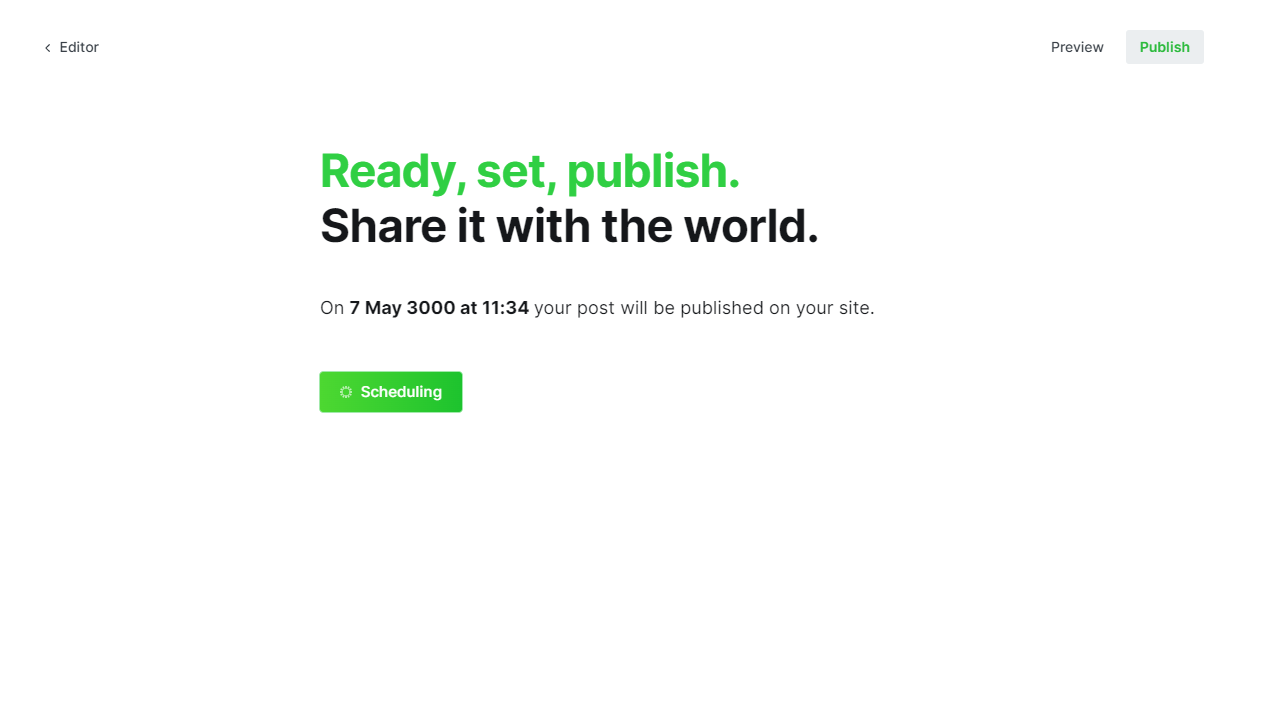 Editor
Preview
Publish
Ready, set, publish.
Share it with the world.
On 7 May 3000 at 11:34 your post will be published on your site.
Scheduling